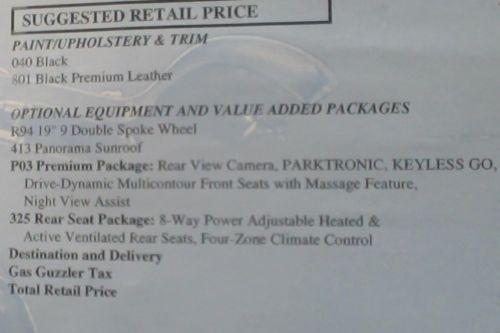 SUGGESTED RETAIL PRICE
PAINT/UPHOLSTERY & TRIM
040 Black
801 Black Premium Leather
OPTIONAL EQUIPMENT AND VALUE ADDED PACKAGES
R94 19" 9 Double Spoke Wheel
413 Panorama Sunroof
P03 Premium Package: Rear View Camera, PARKTRONIC, KEYLESS GO,
Drive-Dynamic Multicontour Front Seats with Massage Feature,
Night View Assist
325 Rear Seat Package: 8-Way Power Adjustable Heated &
Active Ventilated Rear Seats, Four-Zone Climate Control
Destination and Delivery
Gas Guzzler Tax
Total Retail Price